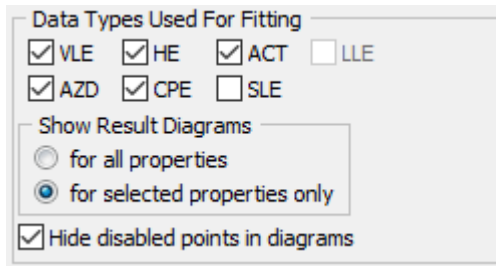 Data Types Used For Fitting
VLE HE ACT LLE
AZD CPE SLE
Show Result Diagrams
for all properties
for selected properties only
Hide disabled points in diagrams